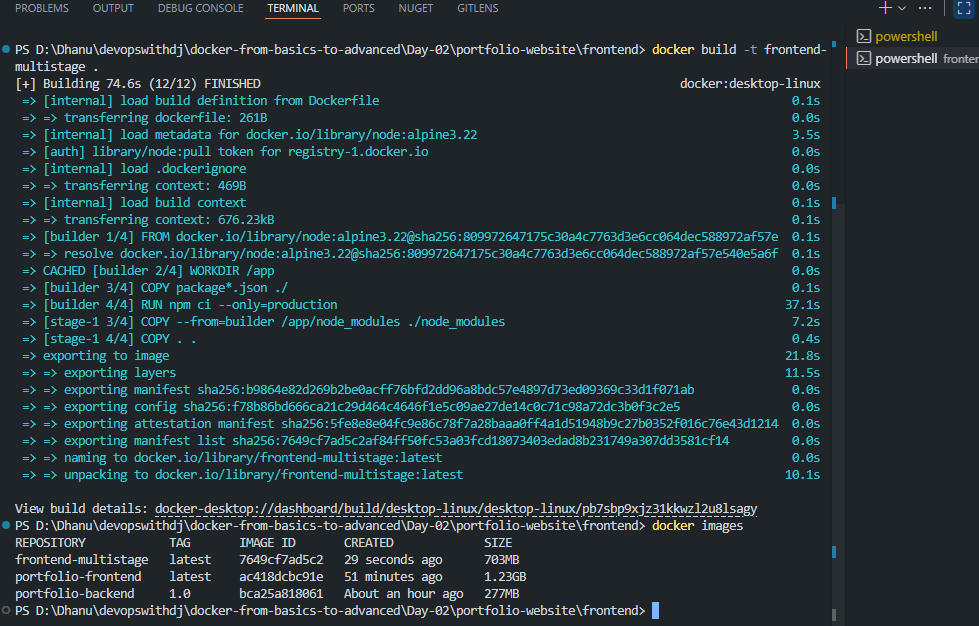 PROBLEMS OUTPUT DEBUG CONSOLE TERMINAL PORTS NUGET GITLENS
powershell
powershell fronten
PS D:\Dhanu\devopswithdj\docker-from-basics-to-advanced\Day-02\portfolio-website\frontend> docker build -t frontend-
multistage .
[+] Building 74.6s (12/12) FINISHED docker:desktop-linux
=> [internal] load build definition from Dockerfile 0.1s
=> => transferring dockerfile: 261B 0.0s
=> [internal] load metadata for docker.io/library/node:alpine3.22 3.5s
=> [auth] library/node:pull token for registry-1.docker.io 0.0s
=> [internal] load .dockerignore 0.0s
=> => transferring context: 469B 0.0s
=> [internal] load build context 0.1s
=> => transferring context: 676.23kB 0.1s
=> [builder 1/4] FROM docker.io/library/node:alpine3.22@sha256:809972647175c30a4c7763d3e6cc064dec588972af57e 0.1s
=> => resolve docker.io/library/node:alpine3.22@sha256:809972647175c30a4c7763d3e6cc064dec588972af57e540e5a6f 0.1s
=> CACHED [builder 2/4] WORKDIR /app 0.0s
=> [builder 3/4] COPY package*.json ./ 0.1s
=> [builder 4/4] RUN npm ci --only=production 37.1s
=> [stage-1 3/4] COPY --from=builder /app/node_modules ./node_modules 7.2s
=> [stage-1 4/4] COPY . . 0.4s
=> exporting to image 21.8s
=> => exporting layers 11.5s
=> => exporting manifest sha256:b9864e82d269b2be0acff76bfd2dd96a8bdc57e4897d73ed09369c33d1f071ab 0.0s
=> => exporting config sha256:f78b86bd666ca21c29d464c4646f1e5c09ae27de14c0c71c98a72dc3b0f3c2e5 0.0s
=> => exporting attestation manifest sha256:5fe8e8e04fc9e86c78f7a28baaa0ff4a1d51948b9c27b0352f016c76e43d1214 0.0s
=> => exporting manifest list sha256:7649cf7ad5c2af84ff50fc53a03fcd18073403edad8b231749a307dd3581cf14 0.0s
=> => naming to docker.io/library/frontend-multistage:latest 0.0s
=> => unpacking to docker.io/library/frontend-multistage:latest 10.1s
View build details: docker-desktop://dashboard/build/desktop-linux/desktop-linux/pb7sbp9xjz31kkwzl2u8lsagy
PS D:\Dhanu\devopswithdj\docker-from-basics-to-advanced\Day-02\portfolio-website\frontend> docker images
REPOSITORY TAG IMAGE ID CREATED SIZE
frontend-multistage latest 7649cf7ad5c2 29 seconds ago 703MB
portfolio-frontend latest ac418dcbc91e 51 minutes ago 1.23GB
portfolio-backend 1.0 bca25a818061 About an hour ago 277MB
PS D:\Dhanu\devopswithdj\docker-from-basics-to-advanced\Day-02\portfolio-website\frontend>